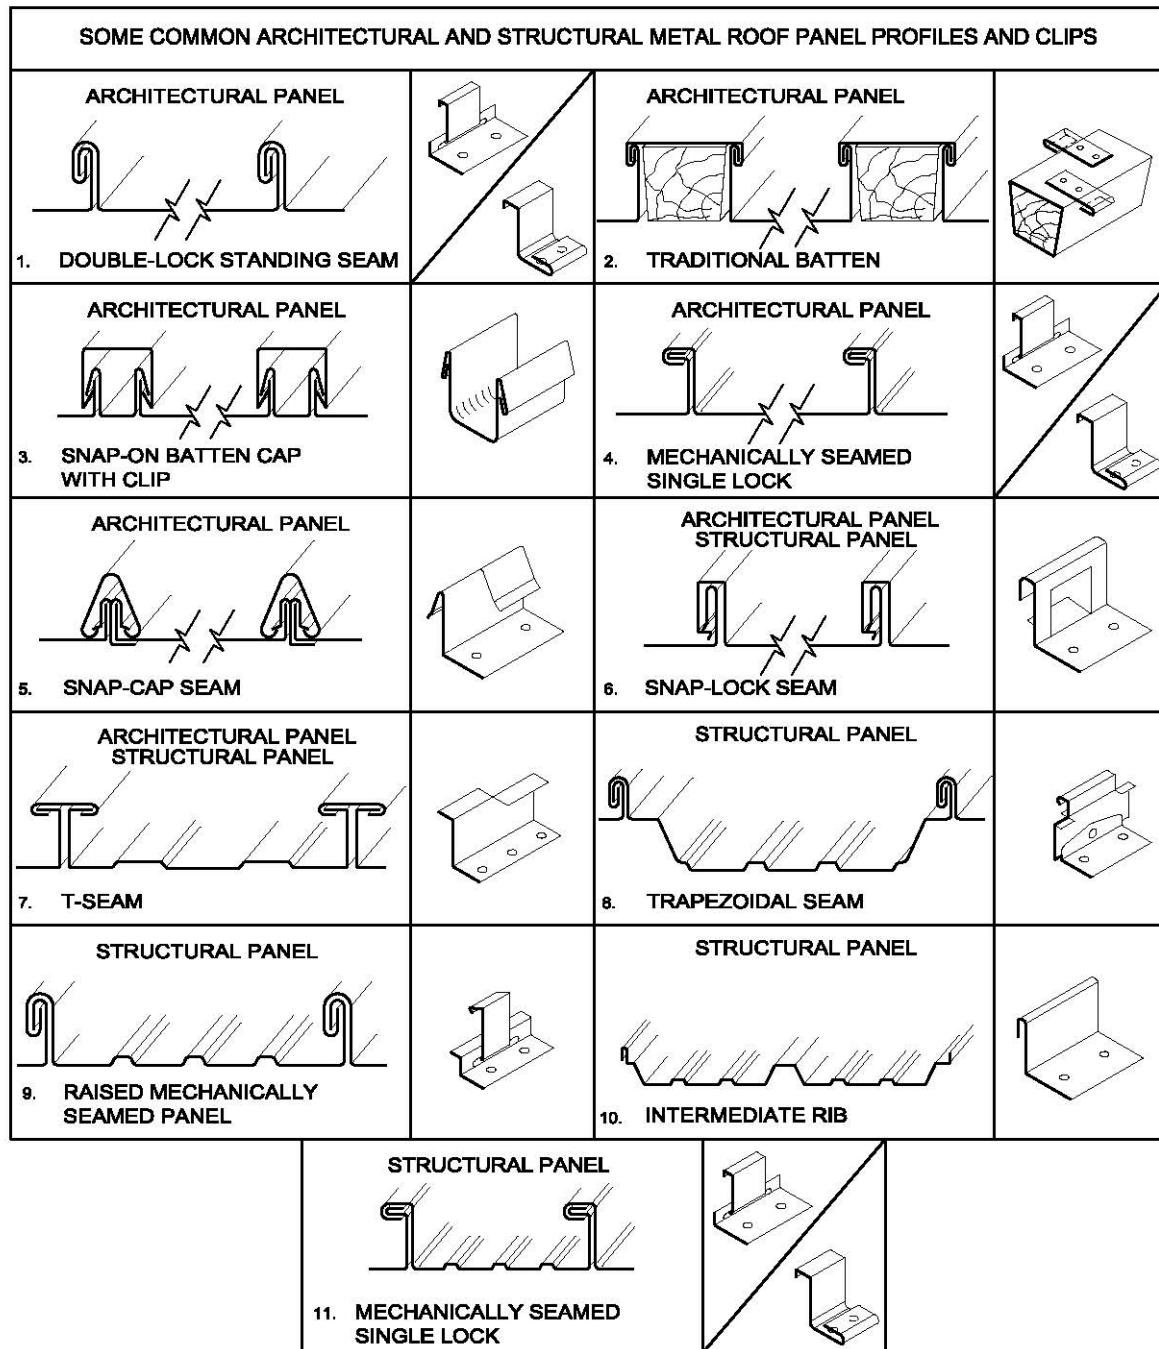 SOME COMMON ARCHITECTURAL AND STRUCTURAL METAL ROOF PANEL PROFILES AND CLIPS
ARCHITECTURAL PANEL
1. DOUBLE-LOCK STANDING SEAM
ARCHITECTURAL PANEL
2. TRADITIONAL BATTEN
ARCHITECTURAL PANEL
3. SNAP-ON BATTEN CAP
WITH CLIP
ARCHITECTURAL PANEL
4. MECHANICALLY SEAMED
SINGLE LOCK
ARCHITECTURAL PANEL
5. SNAP-CAP SEAM
ARCHITECTURAL PANEL
STRUCTURAL PANEL
6. SNAP-LOCK SEAM
ARCHITECTURAL PANEL
STRUCTURAL PANEL
7. T-SEAM
STRUCTURAL PANEL
8. TRAPEZOIDAL SEAM
STRUCTURAL PANEL
9. RAISED MECHANICALLY
SEAMED PANEL
STRUCTURAL PANEL
10. INTERMEDIATE RIB
STRUCTURAL PANEL
11. MECHANICALLY SEAMED
SINGLE LOCK